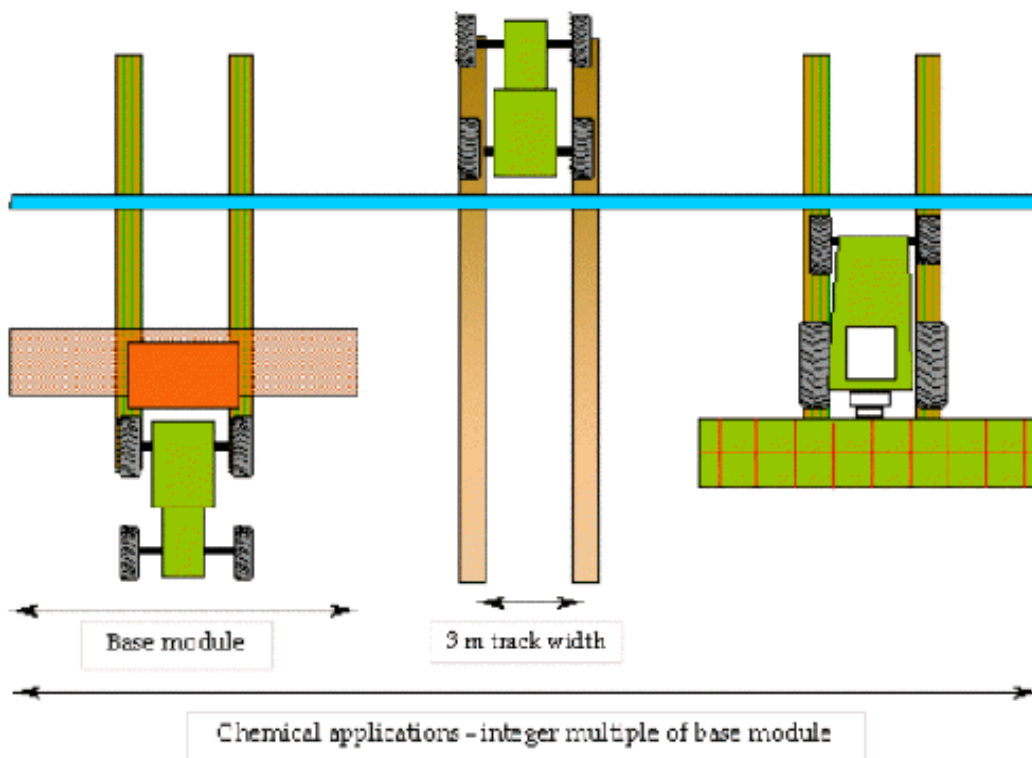 Base module
3 m track width
Chemical applications - integer multiple of base module